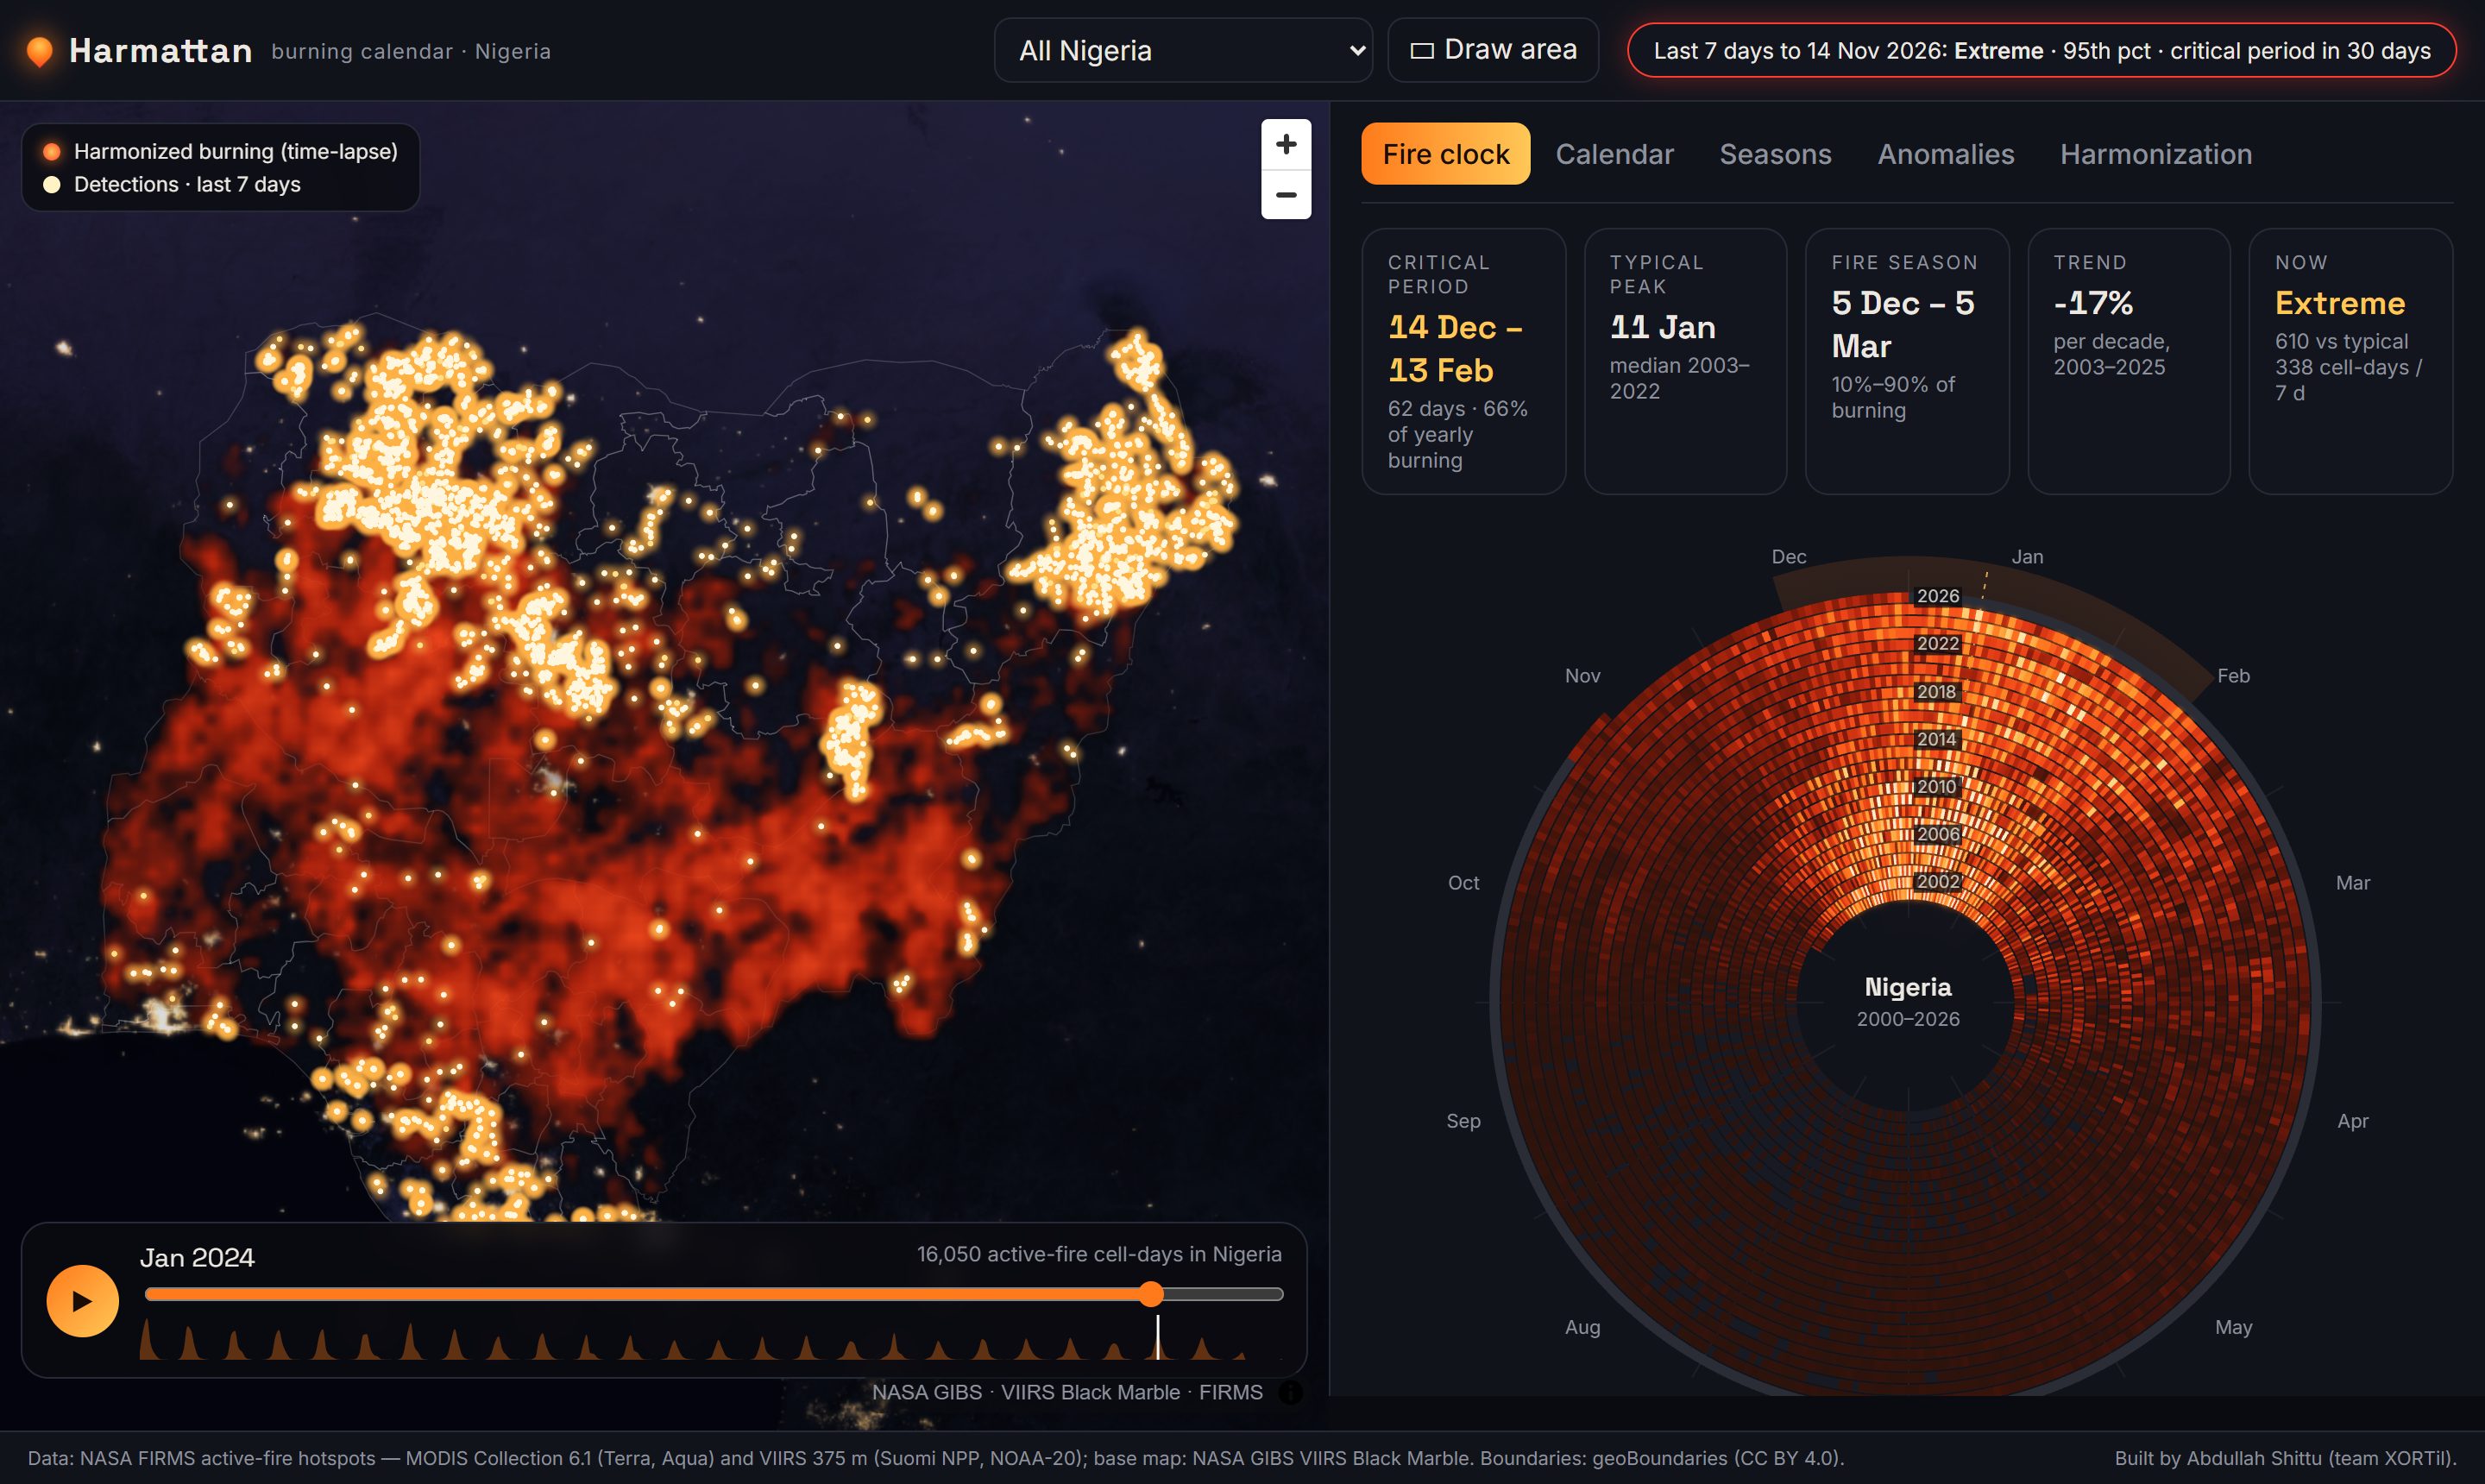 Harmattan burning calendar · Nigeria
All Nigeria
Draw area
Last 7 days to 14 Nov 2026: Extreme · 95th pct · critical period in 30 days
Harmonized burning (time-lapse)
Detections · last 7 days
+
−
Fire clock Calendar Seasons Anomalies Harmonization
CRITICAL
PERIOD
14 Dec –
13 Feb
62 days · 66%
of yearly
burning
TYPICAL
PEAK
11 Jan
median 2003–
2022
FIRE SEASON
5 Dec – 5
Mar
10%–90% of
burning
TREND
-17%
per decade,
2003–2025
NOW
Extreme
610 vs typical
338 cell-days /
7 d
Dec
Jan
2026
2022
Nov
Feb
2018
2014
2010
2006
2002
Oct
Mar
Nigeria
2000–2026
Sep
Apr
Aug
May
Jan 2024
16,050 active-fire cell-days in Nigeria
NASA GIBS · VIIRS Black Marble · FIRMS
Data: NASA FIRMS active-fire hotspots — MODIS Collection 6.1 (Terra, Aqua) and VIIRS 375 m (Suomi NPP, NOAA-20); base map: NASA GIBS VIIRS Black Marble. Boundaries: geoBoundaries (CC BY 4.0).
Built by Abdullah Shittu (team XORTil).